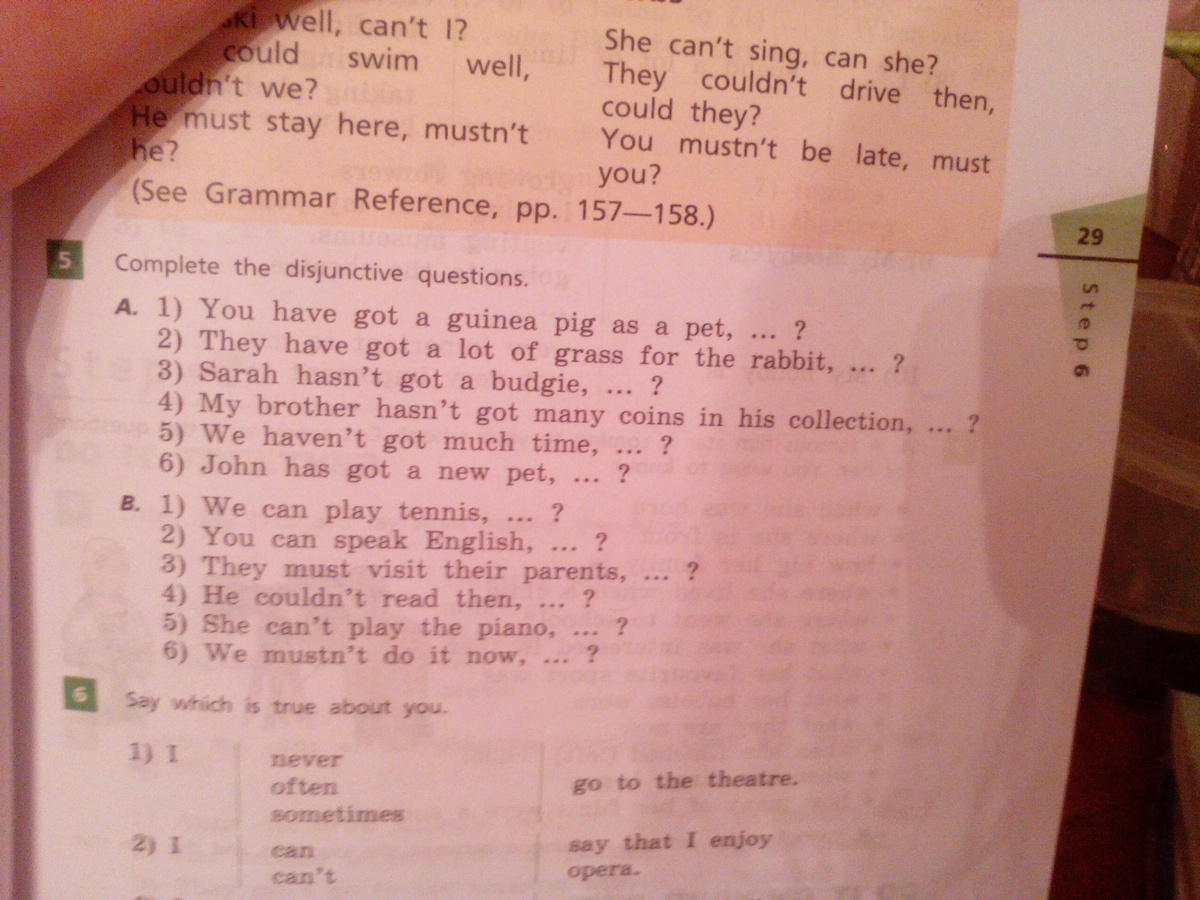 well, can't I?
could swim well,
we?
He must stay here, mustn't
he?
She can't sing, can she?
They couldn't drive then,
could they?
You mustn't be late, must
you?
(See Grammar Reference, pp. 157—158.)
29
Step 6
5 Complete the disjunctive questions.
A. 1) You have got a guinea pig as a pet, ... ?
2) They have got a lot of grass for the rabbit, ... ?
3) Sarah hasn't got a budgie, ... ?
4) My brother hasn't got many coins in his collection, ... ?
5) We haven't got much time, ... ?
6) John has got a new pet, ... ?
B. 1) We can play tennis, ... ?
2) You can speak English, ... ?
3) They must visit their parents, ... ?
4) He couldn't read then, ... ?
5) She can't play the piano, ... ?
6) We mustn't do it now, ... ?
6 Say which is true about you.
1) I
never
often
sometimes
go to the theatre.
2) I
can
can't
say that I enjoy
opera.